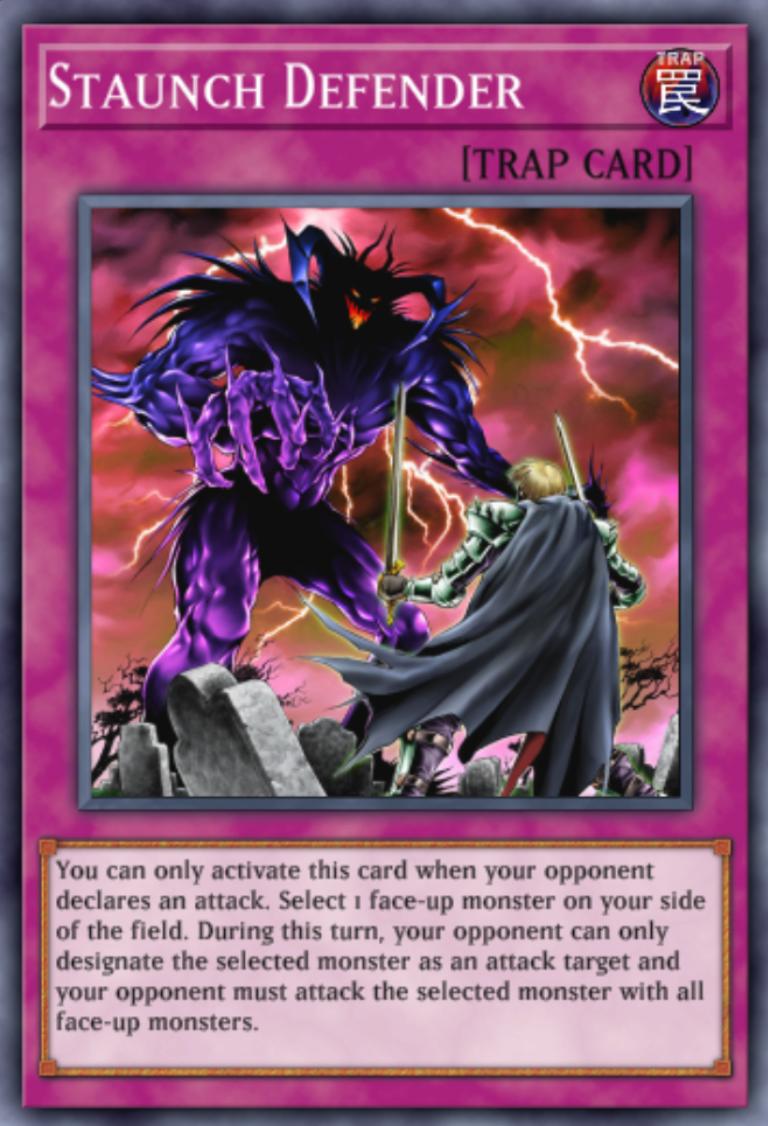 Staunch Defender
TRAP
罠
[TRAP CARD]
You can only activate this card when your opponent
declares an attack. Select 1 face-up monster on your side
of the field. During this turn, your opponent can only
designate the selected monster as an attack target and
your opponent must attack the selected monster with all
face-up monsters.